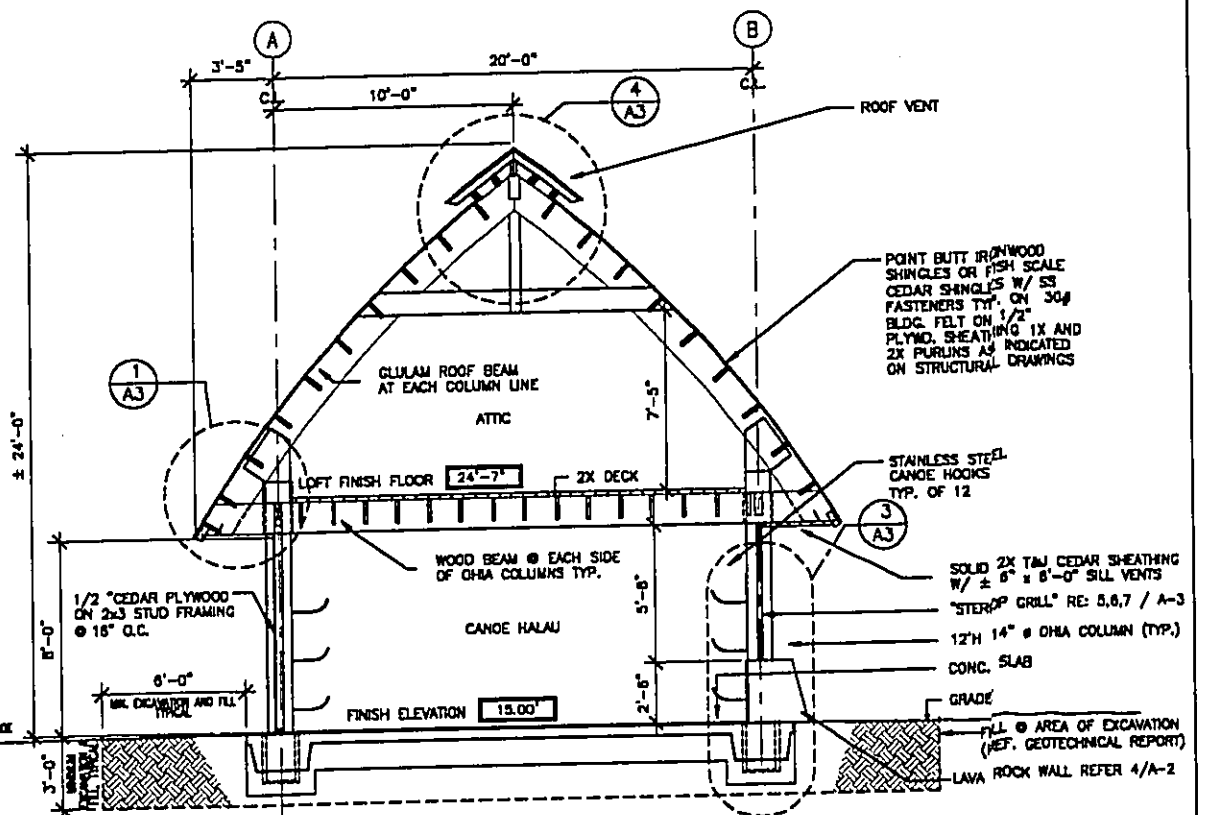 A
B
3'-5"
20'-0"
C.L.
C.L.
10'-0"
4
A3
ROOF VENT
± 24'-0"
POINT BUTT IRONWOOD
SHINGLES OR FISH SCALE
CEDAR SHINGLES W/ SS
FASTENERS TYP. ON 30#
BLDG. FELT ON 1/2"
PLYWD. SHEATHING 1X AND
2X PURLINS AS INDICATED
ON STRUCTURAL DRAWINGS
1
A3
GLULAM ROOF BEAM
AT EACH COLUMN LINE
ATTIC
7'-5"
STAINLESS STEEL
CANOE HOOKS
TYP. OF 12
LOFT FINISH FLOOR 24'-7"
2X DECK
3
A3
WOOD BEAM @ EACH SIDE
OF OHIA COLUMNS TYP.
SOLID 2X T&J CEDAR SHEATHING
W/ ± 6" x 6'-0" SILL VENTS
1/2 "CEDAR PLYWOOD
ON 2x3 STUD FRAMING
@ 16" O.C.
5'-6"
"STEROP GRILL" RE: 5,6,7 / A-3
CANOE HALAU
12'H 14" ø OHIA COLUMN (TYP.)
8'-0"
CONC. SLAB
6'-0"
MIN. EXCAVATION AND FILL
TYPICAL
2'-6"
GRADE
FINISH ELEVATION 15.00'
FILL @ AREA OF EXCAVATION
(REF. GEOTECHNICAL REPORT)
3'-0"
MINIMUM
EXCAVATION &
FILL TYPICAL
LAVA ROCK WALL REFER 4/A-2